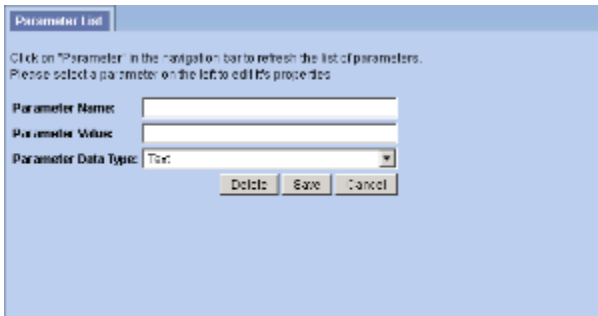 Parameter List
Click on "Parameter" in the navigation bar to refresh the list of parameters.
Please select a parameter on the left to edit it's properties
Parameter Name:
Parameter Value:
Parameter Data Type: Text
Delete Save Cancel